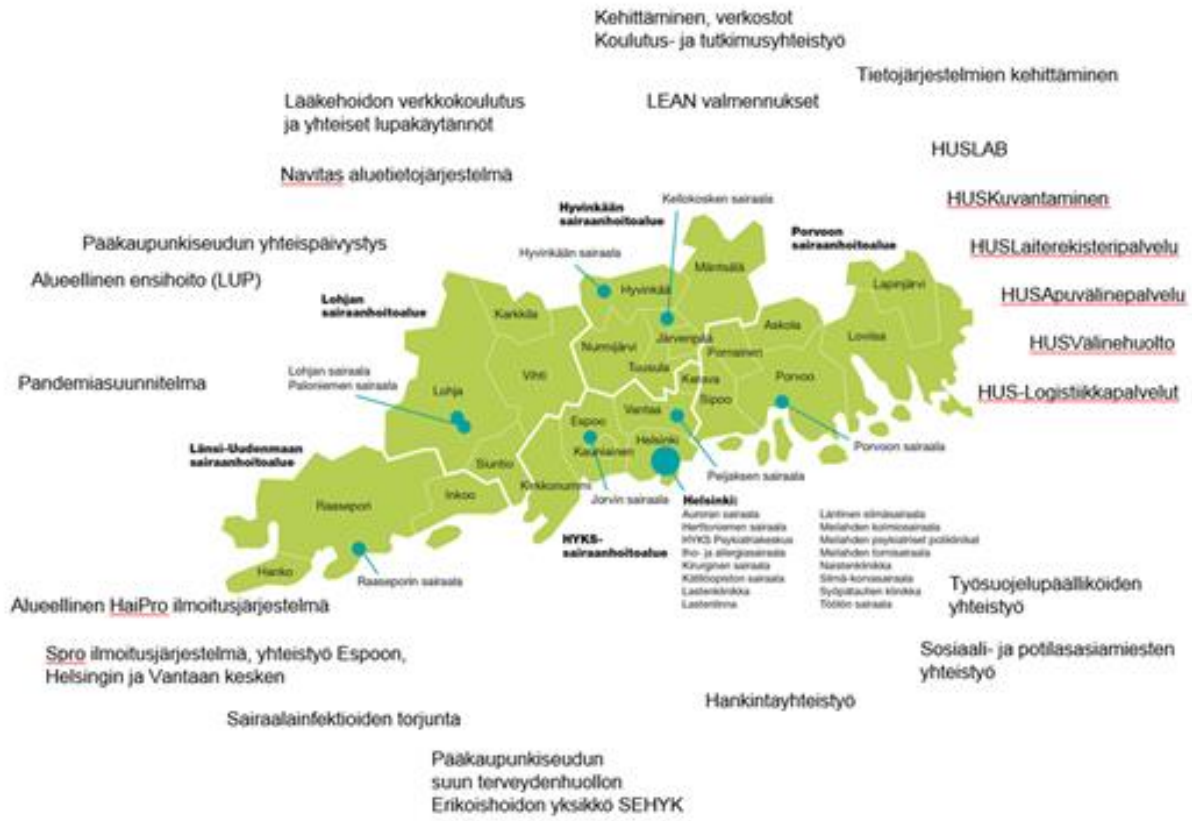 Kehittäminen, verkostot
Koulutus- ja tutkimusyhteistyö
Tietojärjestelmien kehittäminen
Lääkehoidon verkkokoulutus
ja yhteiset lupakäytännöt
LEAN valmennukset
HUSLAB
Navitas aluetietojärjestelmä
HUSKuvantaminen
Hyvinkään
sairaanhoitoalue
Kellokosken sairaala
Porvoon
sairaanhoitoalue
Pääkaupunkiseudun yhteispäivystys
Hyvinkään sairaala
HUSLaiterekisteripalvelu
Alueellinen ensihoito (LUP)
Mäntsälä
Hyvinkää
Lapinjärvi
HUSApuvälinepalvelu
Lohjan
sairaanhoitoalue
Karkkila
Askola
Loviisa
Nurmijärvi
Järvenpää
Pornainen
HUSVälinehuolto
Tuusula
Vihti
Kerava
Porvoo
Pandemiasuunnitelma
Lohjan sairaala
Paloniemen sairaala
Lohja
Sipoo
HUS-Logistiikkapalvelut
Vantaa
Espoo
Helsinki
Kauniainen
Porvoon sairaala
Länsi-Uudenmaan
sairaanhoitoalue
Siuntio
Peijaksen sairaala
Kirkkonummi
Inkoo
Jorvin sairaala
Raasepori
HYKS-
sairaanhoitoalue
Helsinki:
Auroran sairaala
Herttoniemen sairaala
HYKS Psykiatriakeskus
Iho- ja allergiasairaala
Kirurginen sairaala
Kätilöopiston sairaala
Lastenklinikka
Lastenlinna
Läntinen silmäsairaala
Meilahden kolmiosairaala
Meilahden psykiatriset poliklinikat
Meilahden tornisairaala
Naistenklinikka
Silmä-korvasairaala
Syöpätautien klinikka
Töölön sairaala
Hanko
Raaseporin sairaala
Työsuojelupäälliköiden
yhteistyö
Alueellinen HaiPro ilmoitusjärjestelmä
Spro ilmoitusjärjestelmä, yhteistyö Espoon,
Helsingin ja Vantaan kesken
Sosiaali- ja potilasasiamiesten
yhteistyö
Hankintayhteistyö
Sairaalainfektioiden torjunta
Pääkaupunkiseudun
suun terveydenhuollon
Erikoishoidon yksikkö SEHYK